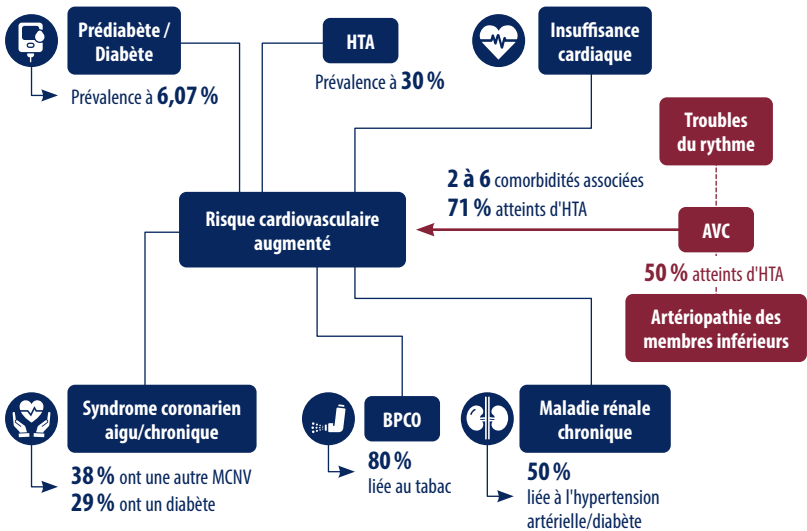 Prédiabète /
Diabète
Prévalence à 6,07 %
HTA
Prévalence à 30 %
Insuffisance
cardiaque
Troubles
du rythme
2 à 6 comorbidités associées
71 % atteints d'HTA
AVC
50 % atteints d'HTA
Artériopathie des
membres inférieurs
Risque cardiovasculaire
augmenté
Syndrome coronarien
aigu/chronique
38 % ont une autre MCNV
29 % ont un diabète
BPCO
80 %
liée au tabac
Maladie rénale
chronique
50 %
liée à l'hypertension
artérielle/diabète